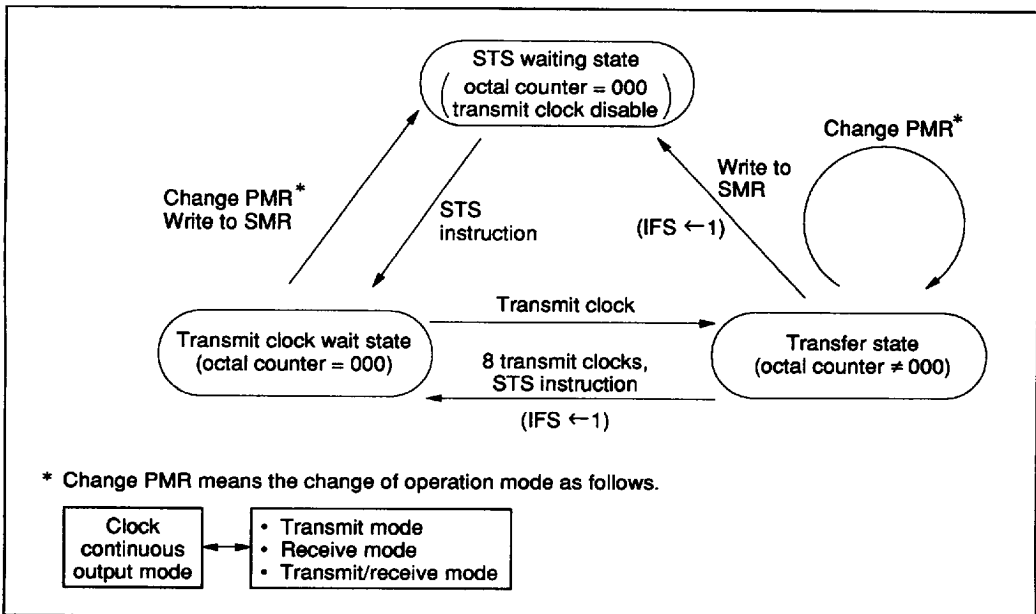 STS waiting state
octal counter = 000
transmit clock disable
Change PMR*
Change PMR*
Write to SMR
STS
instruction
Write to
SMR
(IFS ←1)
Transmit clock
Transmit clock wait state
(octal counter = 000)
8 transmit clocks,
STS instruction
(IFS ←1)
Transfer state
(octal counter ≠ 000)
* Change PMR means the change of operation mode as follows.
Clock
continuous
output mode
• Transmit mode
• Receive mode
• Transmit/receive mode